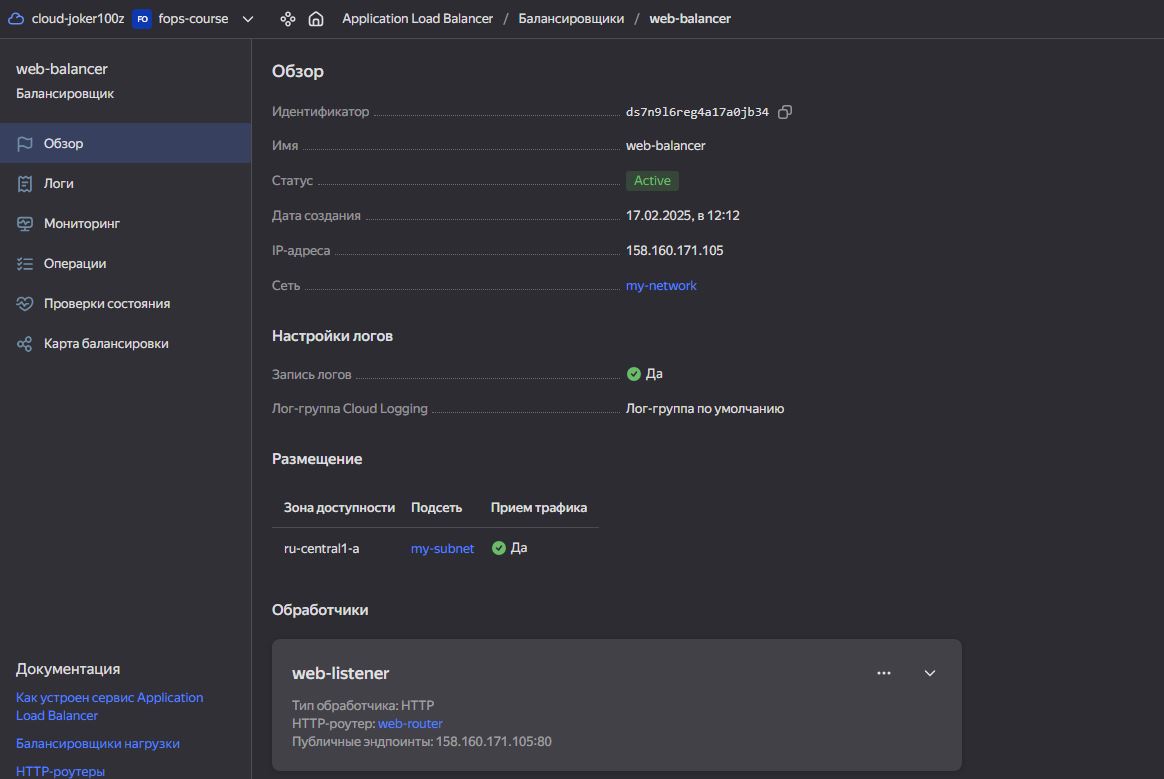 cloud-joker100z FO fops-course Application Load Balancer / Балансировщики / web-balancer
web-balancer
Балансировщик
Обзор
Логи
Мониторинг
Операции
Проверки состояния
Карта балансировки
Документация
Как устроен сервис Application
Load Balancer
Балансировщики нагрузки
HTTP-роутеры
Обзор
Идентификатор ds7n9l6reg4a17a0jb34
Имя web-balancer
Статус Active
Дата создания 17.02.2025, в 12:12
IP-адреса 158.160.171.105
Сеть my-network
Настройки логов
Запись логов Да
Лог-группа Cloud Logging Лог-группа по умолчанию
Размещение
Зона доступности Подсеть Прием трафика
ru-central1-a my-subnet Да
Обработчики
web-listener
Тип обработчика: HTTP
HTTP-роутер: web-router
Публичные эндпоинты: 158.160.171.105:80